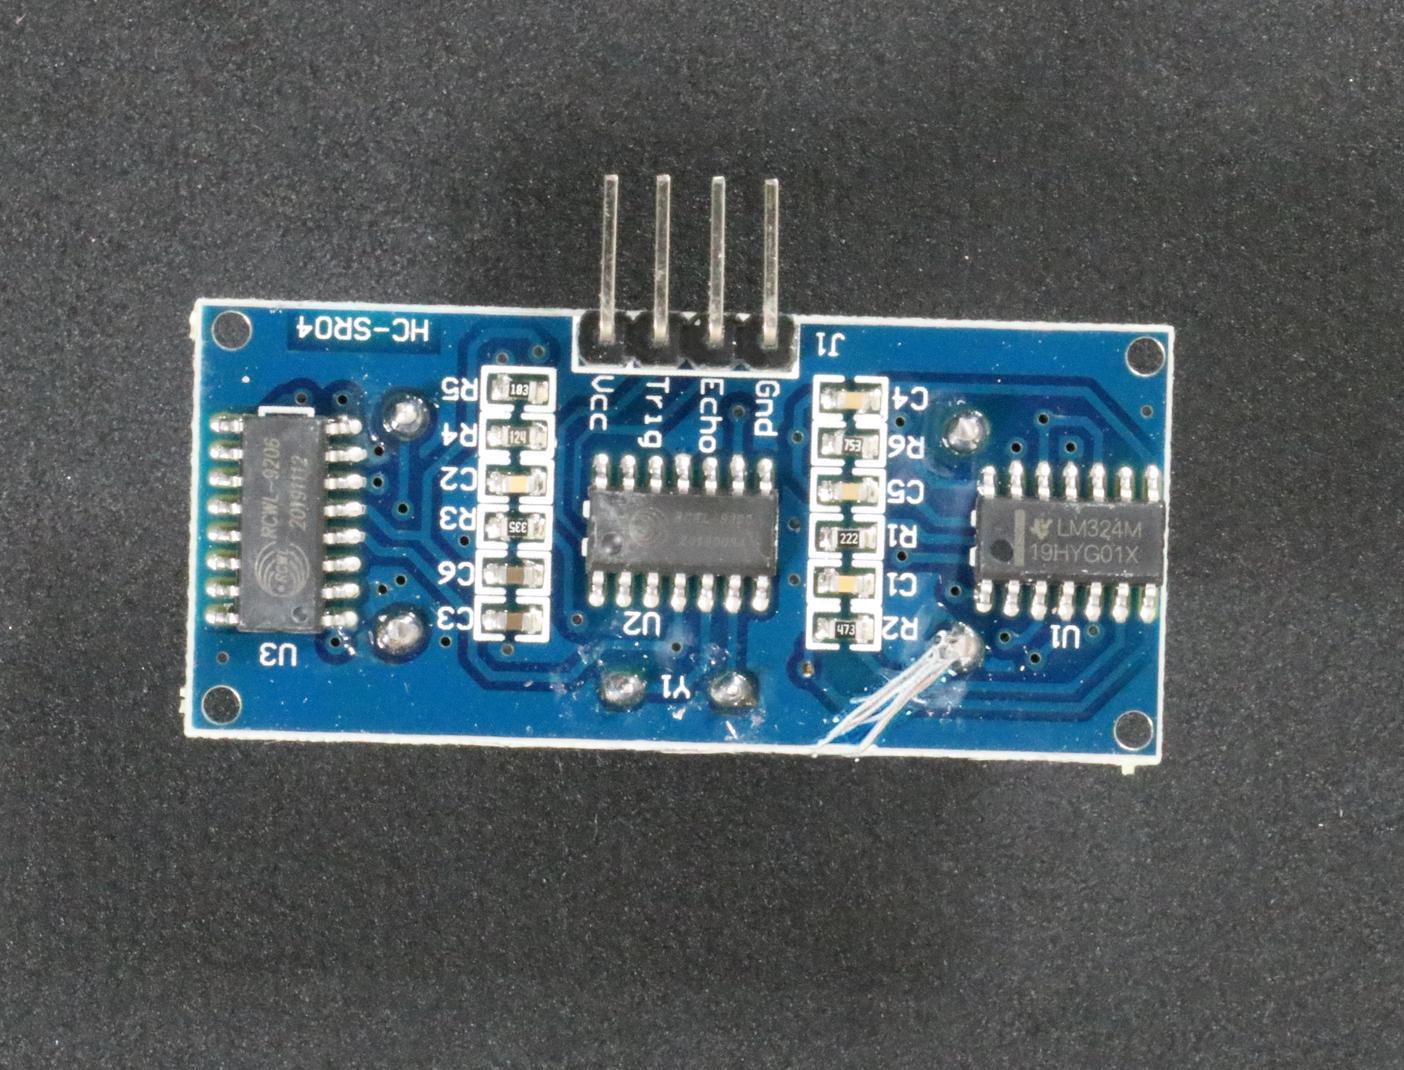 HC-SR04
J1
Vcc
Trig
Echo
Gnd
R5
103
R4
124
C2
R3
335
C6
C3
C4
R6
753
C5
R1
222
C1
R2
473
RCWL-9206
20191112
RCWL
U3
U2
Y1
LM324M
19HYG01X
U1